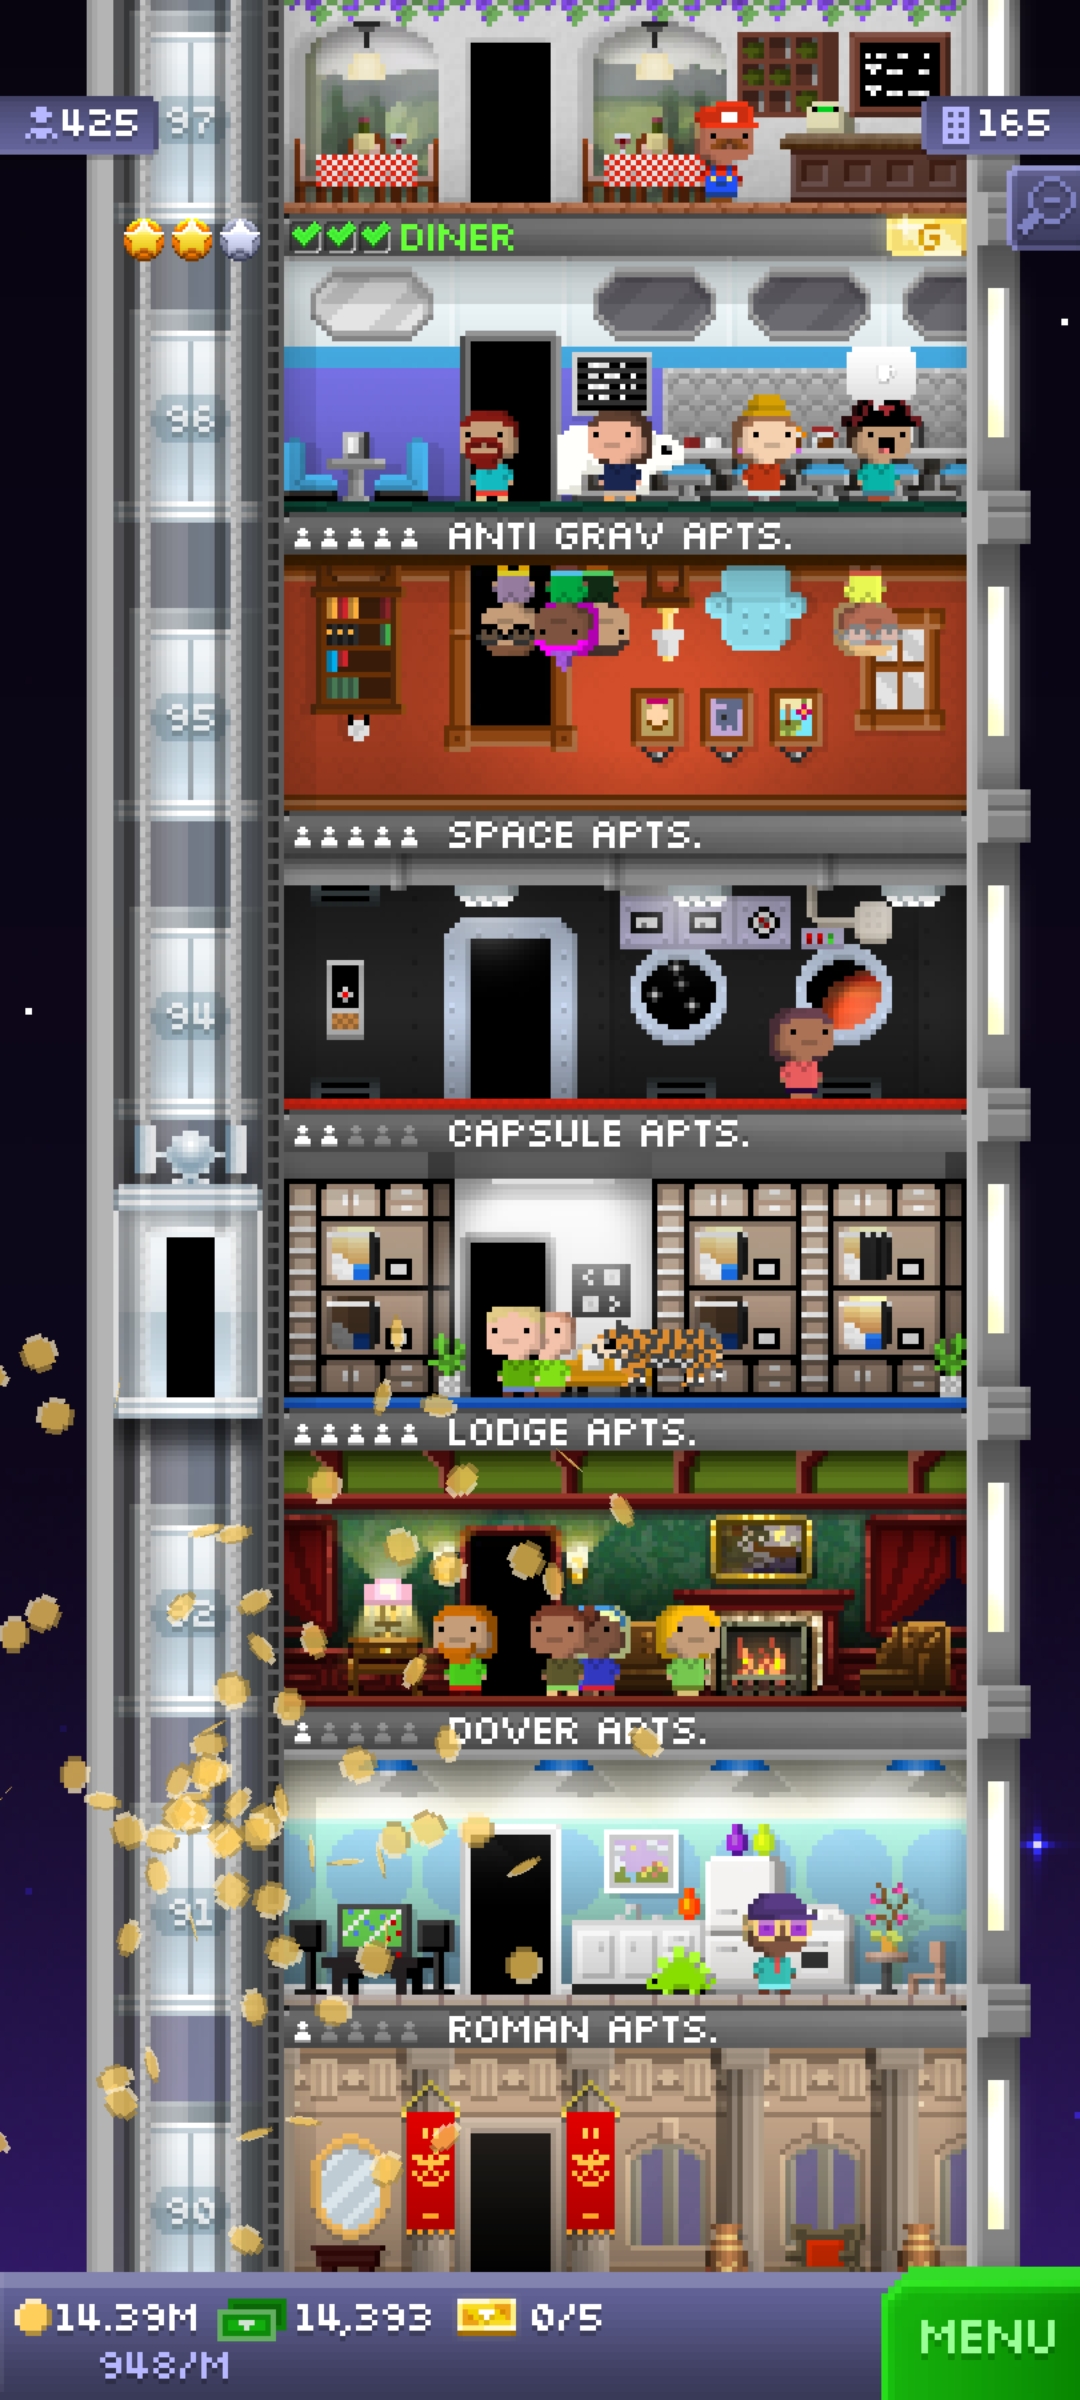 97
425
165
DINER
G
96
ANTI GRAV APTS.
95
SPACE APTS.
94
CAPSULE APTS.
LODGE APTS.
92
DOVER APTS.
91
ROMAN APTS.
90
14.39M
14,393
0/5
948/M
MENU